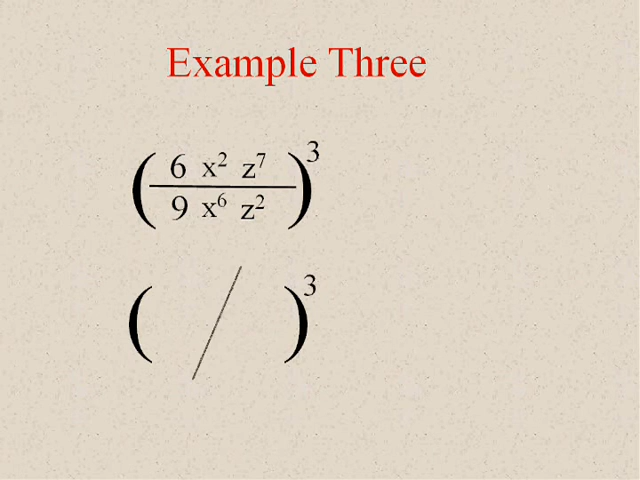 Example Three
( 6 x² z⁷ / 9 x⁶ z² )³
( / )³